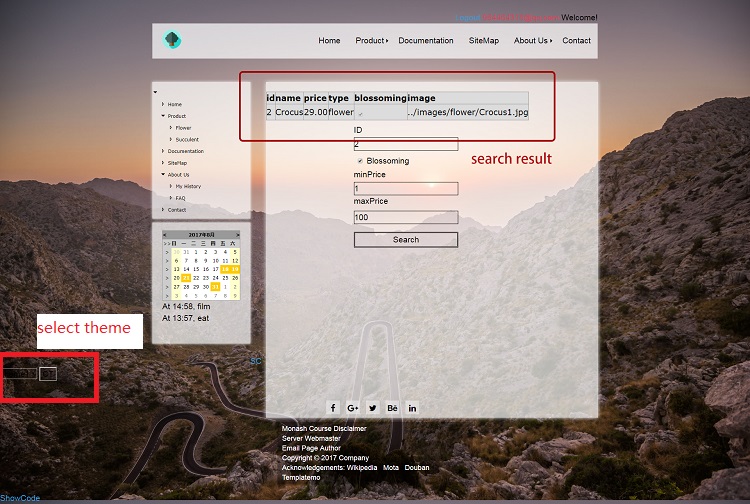 Logout Welcome!
Home Product Documentation SiteMap About Us Contact
id name price type blossoming image
2 Crocus 29.00 flower ../images/flower/Crocus1.jpg
search result
ID
2
Blossoming
minPrice
1
maxPrice
100
Search
Home
Product
Flower
Succulent
Documentation
SiteMap
About Us
My History
FAQ
Contact
< 2017年8月 >
>> 日 一 二 三 四 五 六
> 30 31 1 2 3 4 5
> 6 7 8 9 10 11 12
> 13 14 15 16 17 18 19
> 20 21 22 23 24 25 26
> 27 28 29 30 31 1 2
> 3 4 5 6 7 8 9
At 14:58, film
At 13:57, eat
select theme
SC
f G+ Bē in
Monash Course Disclaimer
Server Webmaster
Email Page Author
Copyright © 2017 Company
Acknowledgements: Wikipedia Mota Douban
Templatemo
ShowCode